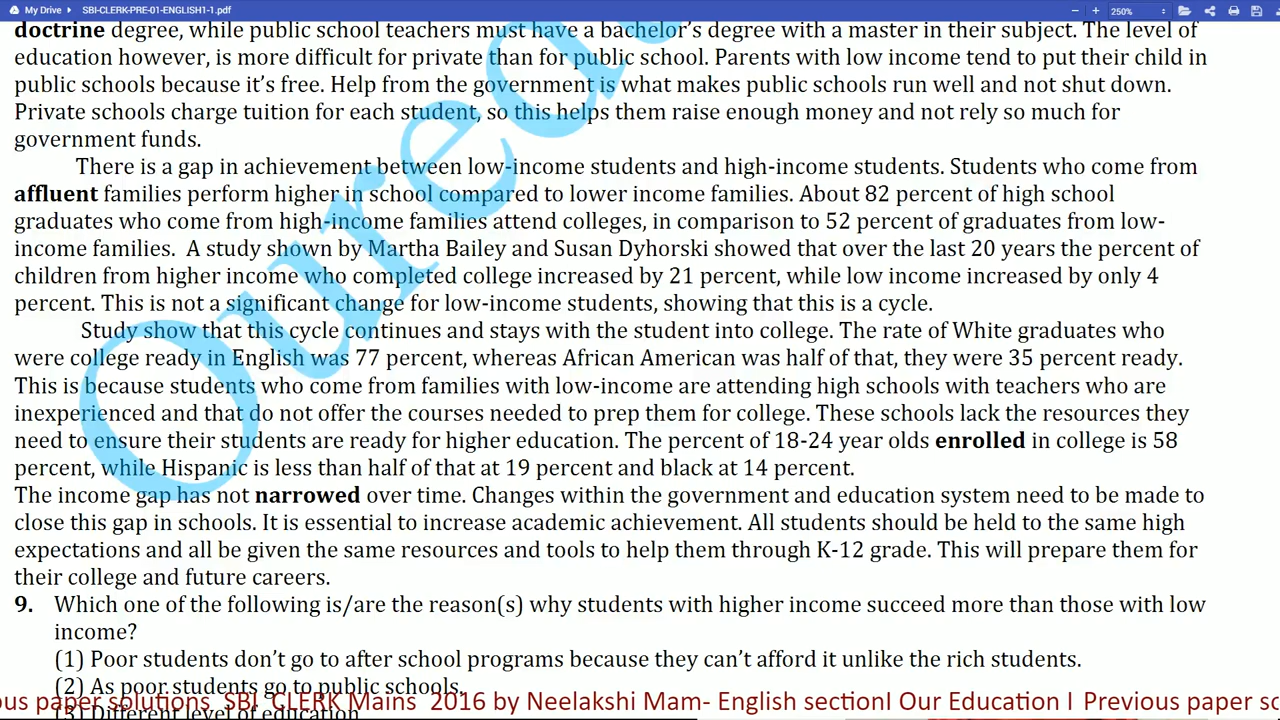 My Drive SBI-CLERK-PRE-01-ENGLISH1-1.pdf 250%
doctrine degree, while public school teachers must have a bachelor's degree with a master in their subject. The level of
education however, is more difficult for private than for public school. Parents with low income tend to put their child in
public schools because it's free. Help from the government is what makes public schools run well and not shut down.
Private schools charge tuition for each student, so this helps them raise enough money and not rely so much for
government funds.
There is a gap in achievement between low-income students and high-income students. Students who come from
affluent families perform higher in school compared to lower income families. About 82 percent of high school
graduates who come from high-income families attend colleges, in comparison to 52 percent of graduates from low-
income families. A study shown by Martha Bailey and Susan Dyhorski showed that over the last 20 years the percent of
children from higher income who completed college increased by 21 percent, while low income increased by only 4
percent. This is not a significant change for low-income students, showing that this is a cycle.
Study show that this cycle continues and stays with the student into college. The rate of White graduates who
were college ready in English was 77 percent, whereas African American was half of that, they were 35 percent ready.
This is because students who come from families with low-income are attending high schools with teachers who are
inexperienced and that do not offer the courses needed to prep them for college. These schools lack the resources they
need to ensure their students are ready for higher education. The percent of 18-24 year olds enrolled in college is 58
percent, while Hispanic is less than half of that at 19 percent and black at 14 percent.
The income gap has not narrowed over time. Changes within the government and education system need to be made to
close this gap in schools. It is essential to increase academic achievement. All students should be held to the same high
expectations and all be given the same resources and tools to help them through K-12 grade. This will prepare them for
their college and future careers.
9. Which one of the following is/are the reason(s) why students with higher income succeed more than those with low
income?
(1) Poor students don't go to after school programs because they can't afford it unlike the rich students.
(2) As poor students go to public schools.
(3) Different level of education
ous paper solutions SBI CLERK Mains 2016 by Neelakshi Mam- English sectionI Our Education I Previous paper sc
Oured